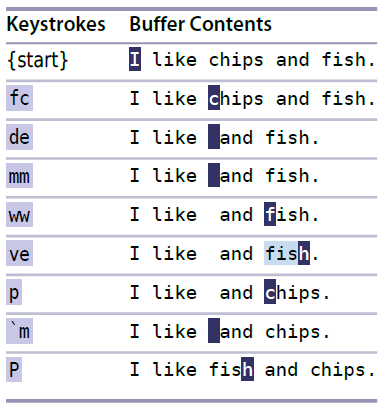 Keystrokes Buffer Contents
{start} I like chips and fish.
fc I like chips and fish.
de I like  and fish.
mm I like  and fish.
ww I like  and fish.
ve I like  and fish.
p I like  and chips.
`m I like  and chips.
P I like fish and chips.